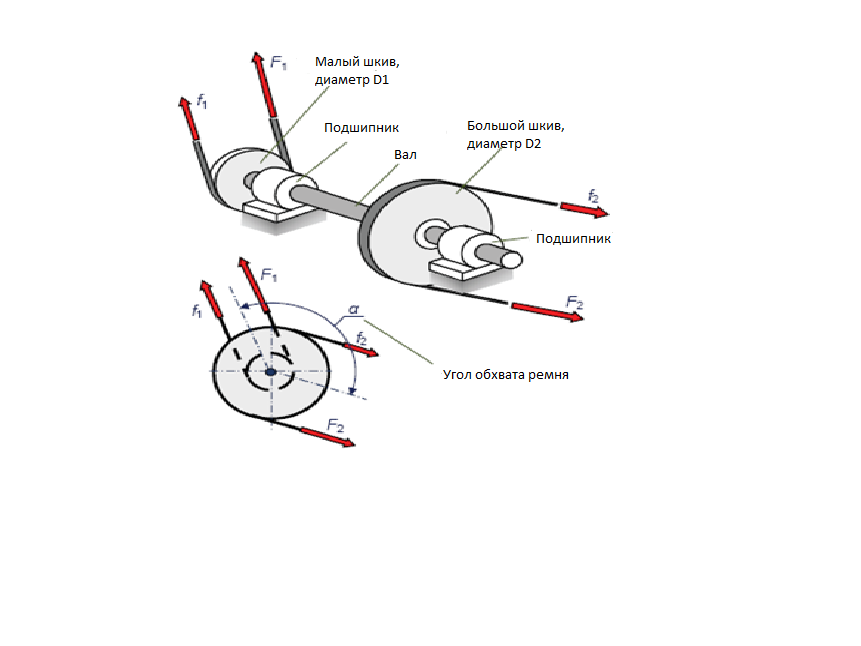 F1
Малый шкив,
диаметр D1
f1
Подшипник
Большой шкив,
диаметр D2
Вал
f2
Подшипник
F2
F1
f1
α
f2
Угол обхвата ремня
F2